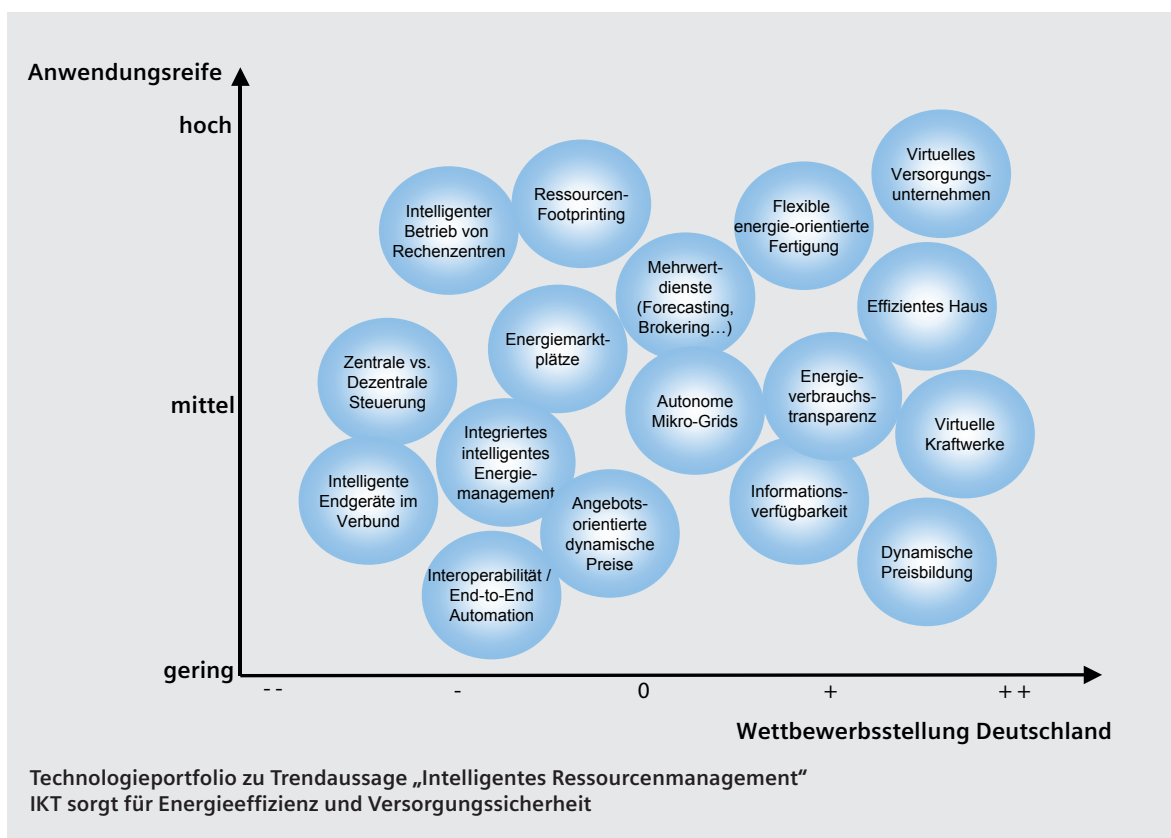 Anwendungsreife
hoch
mittel
gering
Virtuelles
Versorgungs-
unternehmen
Ressourcen-
Footprinting
Intelligenter
Betrieb von
Rechenzentren
Flexible
energie-orientierte
Fertigung
Mehrwert-
dienste
(Forecasting,
Brokering…)
Effizientes Haus
Energiemarkt-
plätze
Zentrale vs.
Dezentrale
Steuerung
Autonome
Mikro-Grids
Energie-
verbrauchs-
transparenz
Virtuelle
Kraftwerke
Integriertes
intelligentes
Energie-
management
Intelligente
Endgeräte im
Verbund
Angebots-
orientierte
dynamische
Preise
Informations-
verfügbarkeit
Dynamische
Preisbildung
Interoperabilität /
End-to-End
Automation
- - - 0 + + +
Wettbewerbsstellung Deutschland
Technologieportfolio zu Trendaussage „Intelligentes Ressourcenmanagement“
IKT sorgt für Energieeffizienz und Versorgungssicherheit